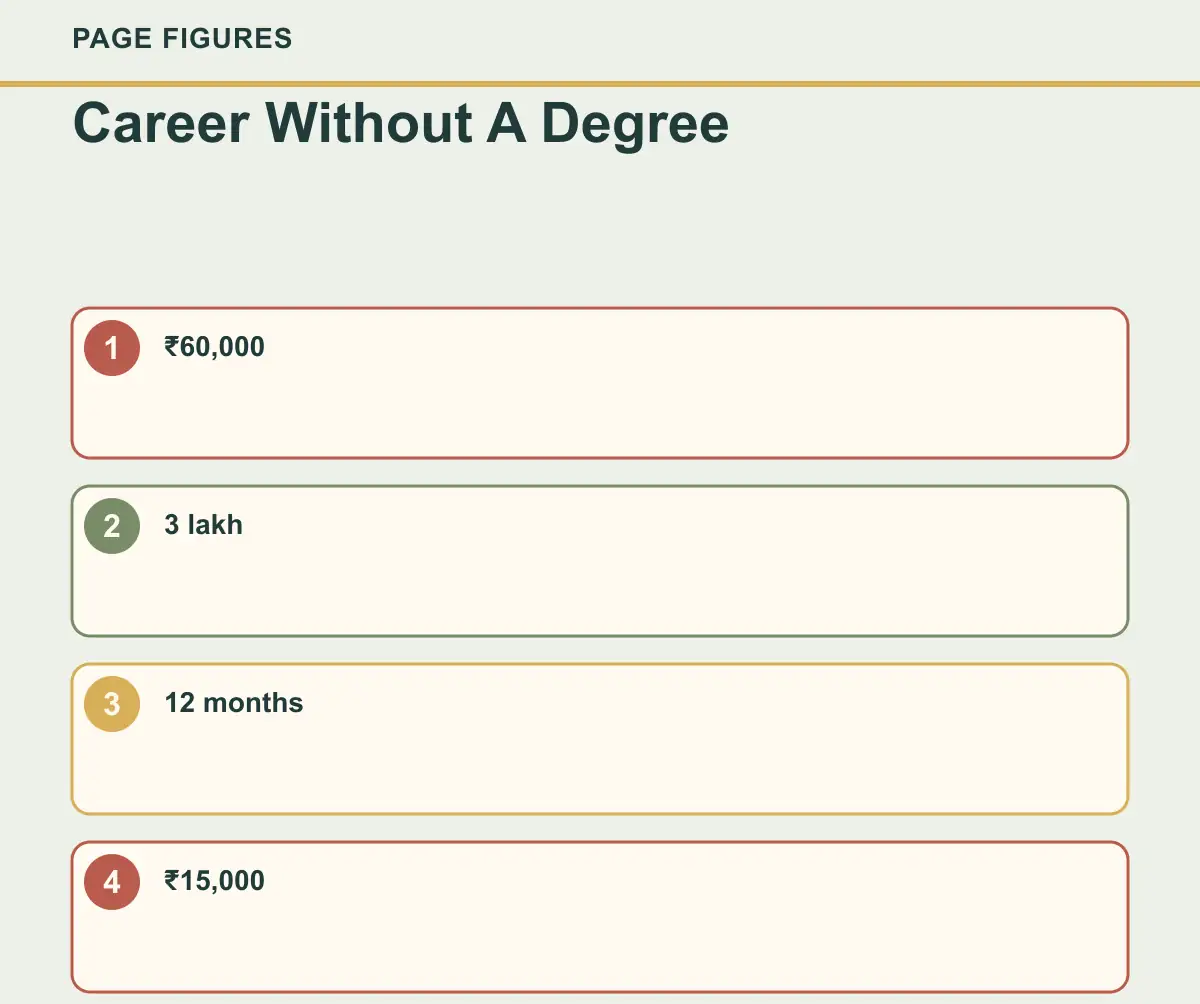 PAGE FIGURES
Career Without A Degree
1 ₹60,000
2 3 lakh
3 12 months
4 ₹15,000